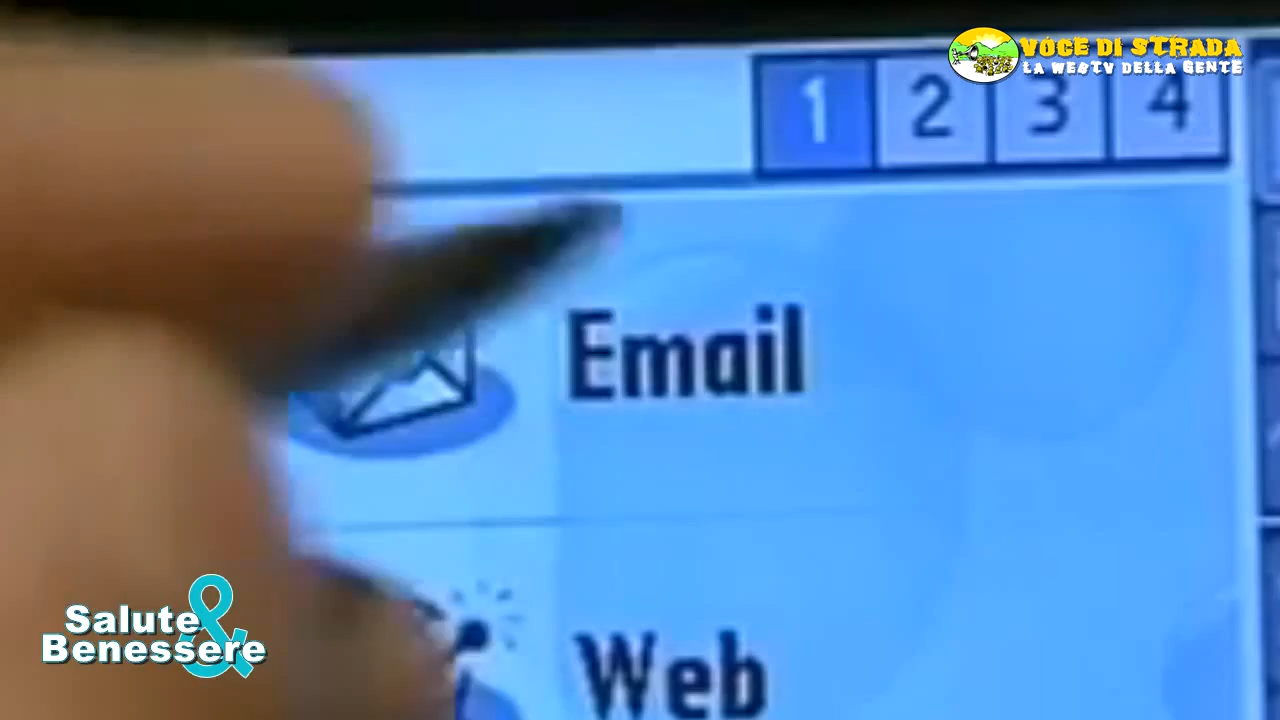 VOCE DI STRADA
LA WEBTV DELLA GENTE
1 2 3 4
Email
Web
Salute &
Benessere